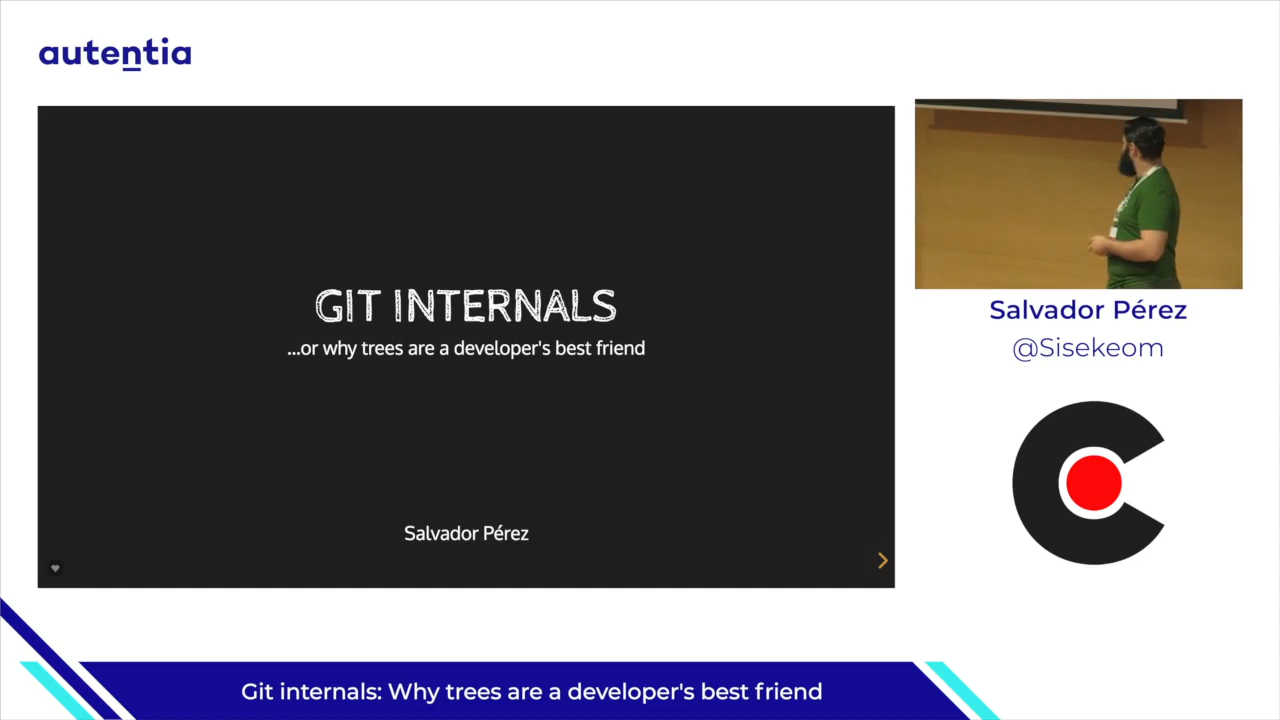 autentia
GIT INTERNALS
...or why trees are a developer's best friend
Salvador Pérez
Salvador Pérez
@Sisekeom
Git internals: Why trees are a developer's best friend